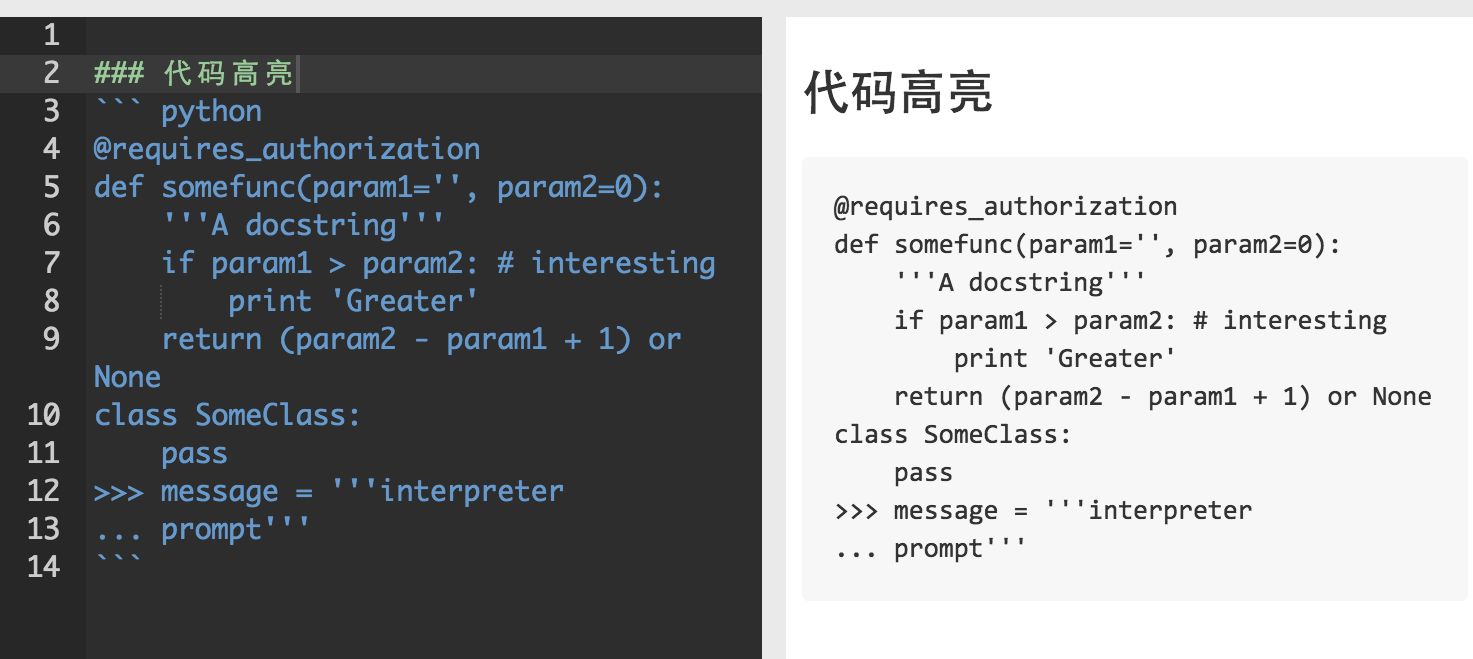 1
2 ### 代码高亮
3 ``` python
4 @requires_authorization
5 def somefunc(param1='', param2=0):
6     '''A docstring'''
7     if param1 > param2: # interesting
8         print 'Greater'
9     return (param2 - param1 + 1) or
None
10 class SomeClass:
11     pass
12 >>> message = '''interpreter
13 ... prompt'''
14 ```
代码高亮
@requires_authorization
def somefunc(param1='', param2=0):
    '''A docstring'''
    if param1 > param2: # interesting
        print 'Greater'
    return (param2 - param1 + 1) or None
class SomeClass:
    pass
>>> message = '''interpreter
... prompt'''